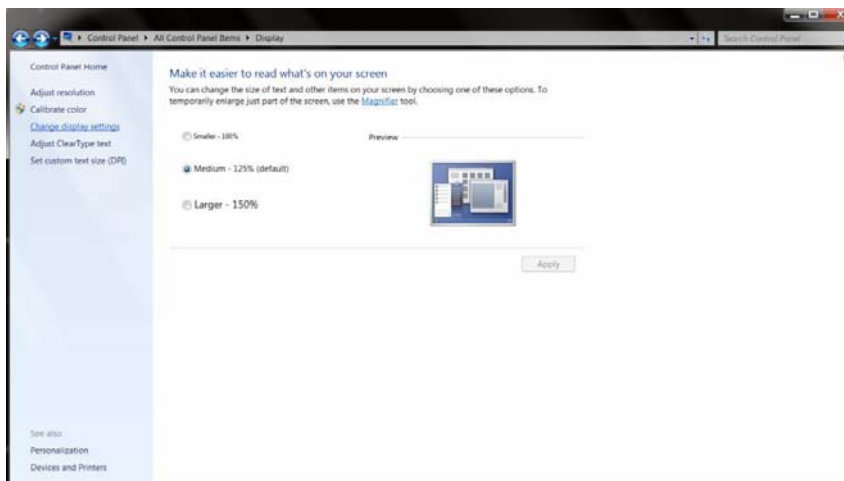 Control Panel ▸ All Control Panel Items ▸ Display
Search Control Panel
Control Panel Home
Adjust resolution
Calibrate color
Change display settings
Adjust ClearType text
Set custom text size (DPI)
See also
Personalization
Devices and Printers
Make it easier to read what's on your screen
You can change the size of text and other items on your screen by choosing one of these options. To
temporarily enlarge just part of the screen, use the Magnifier tool.
Smaller - 100%
Preview
Medium - 125% (default)
Larger - 150%
Apply